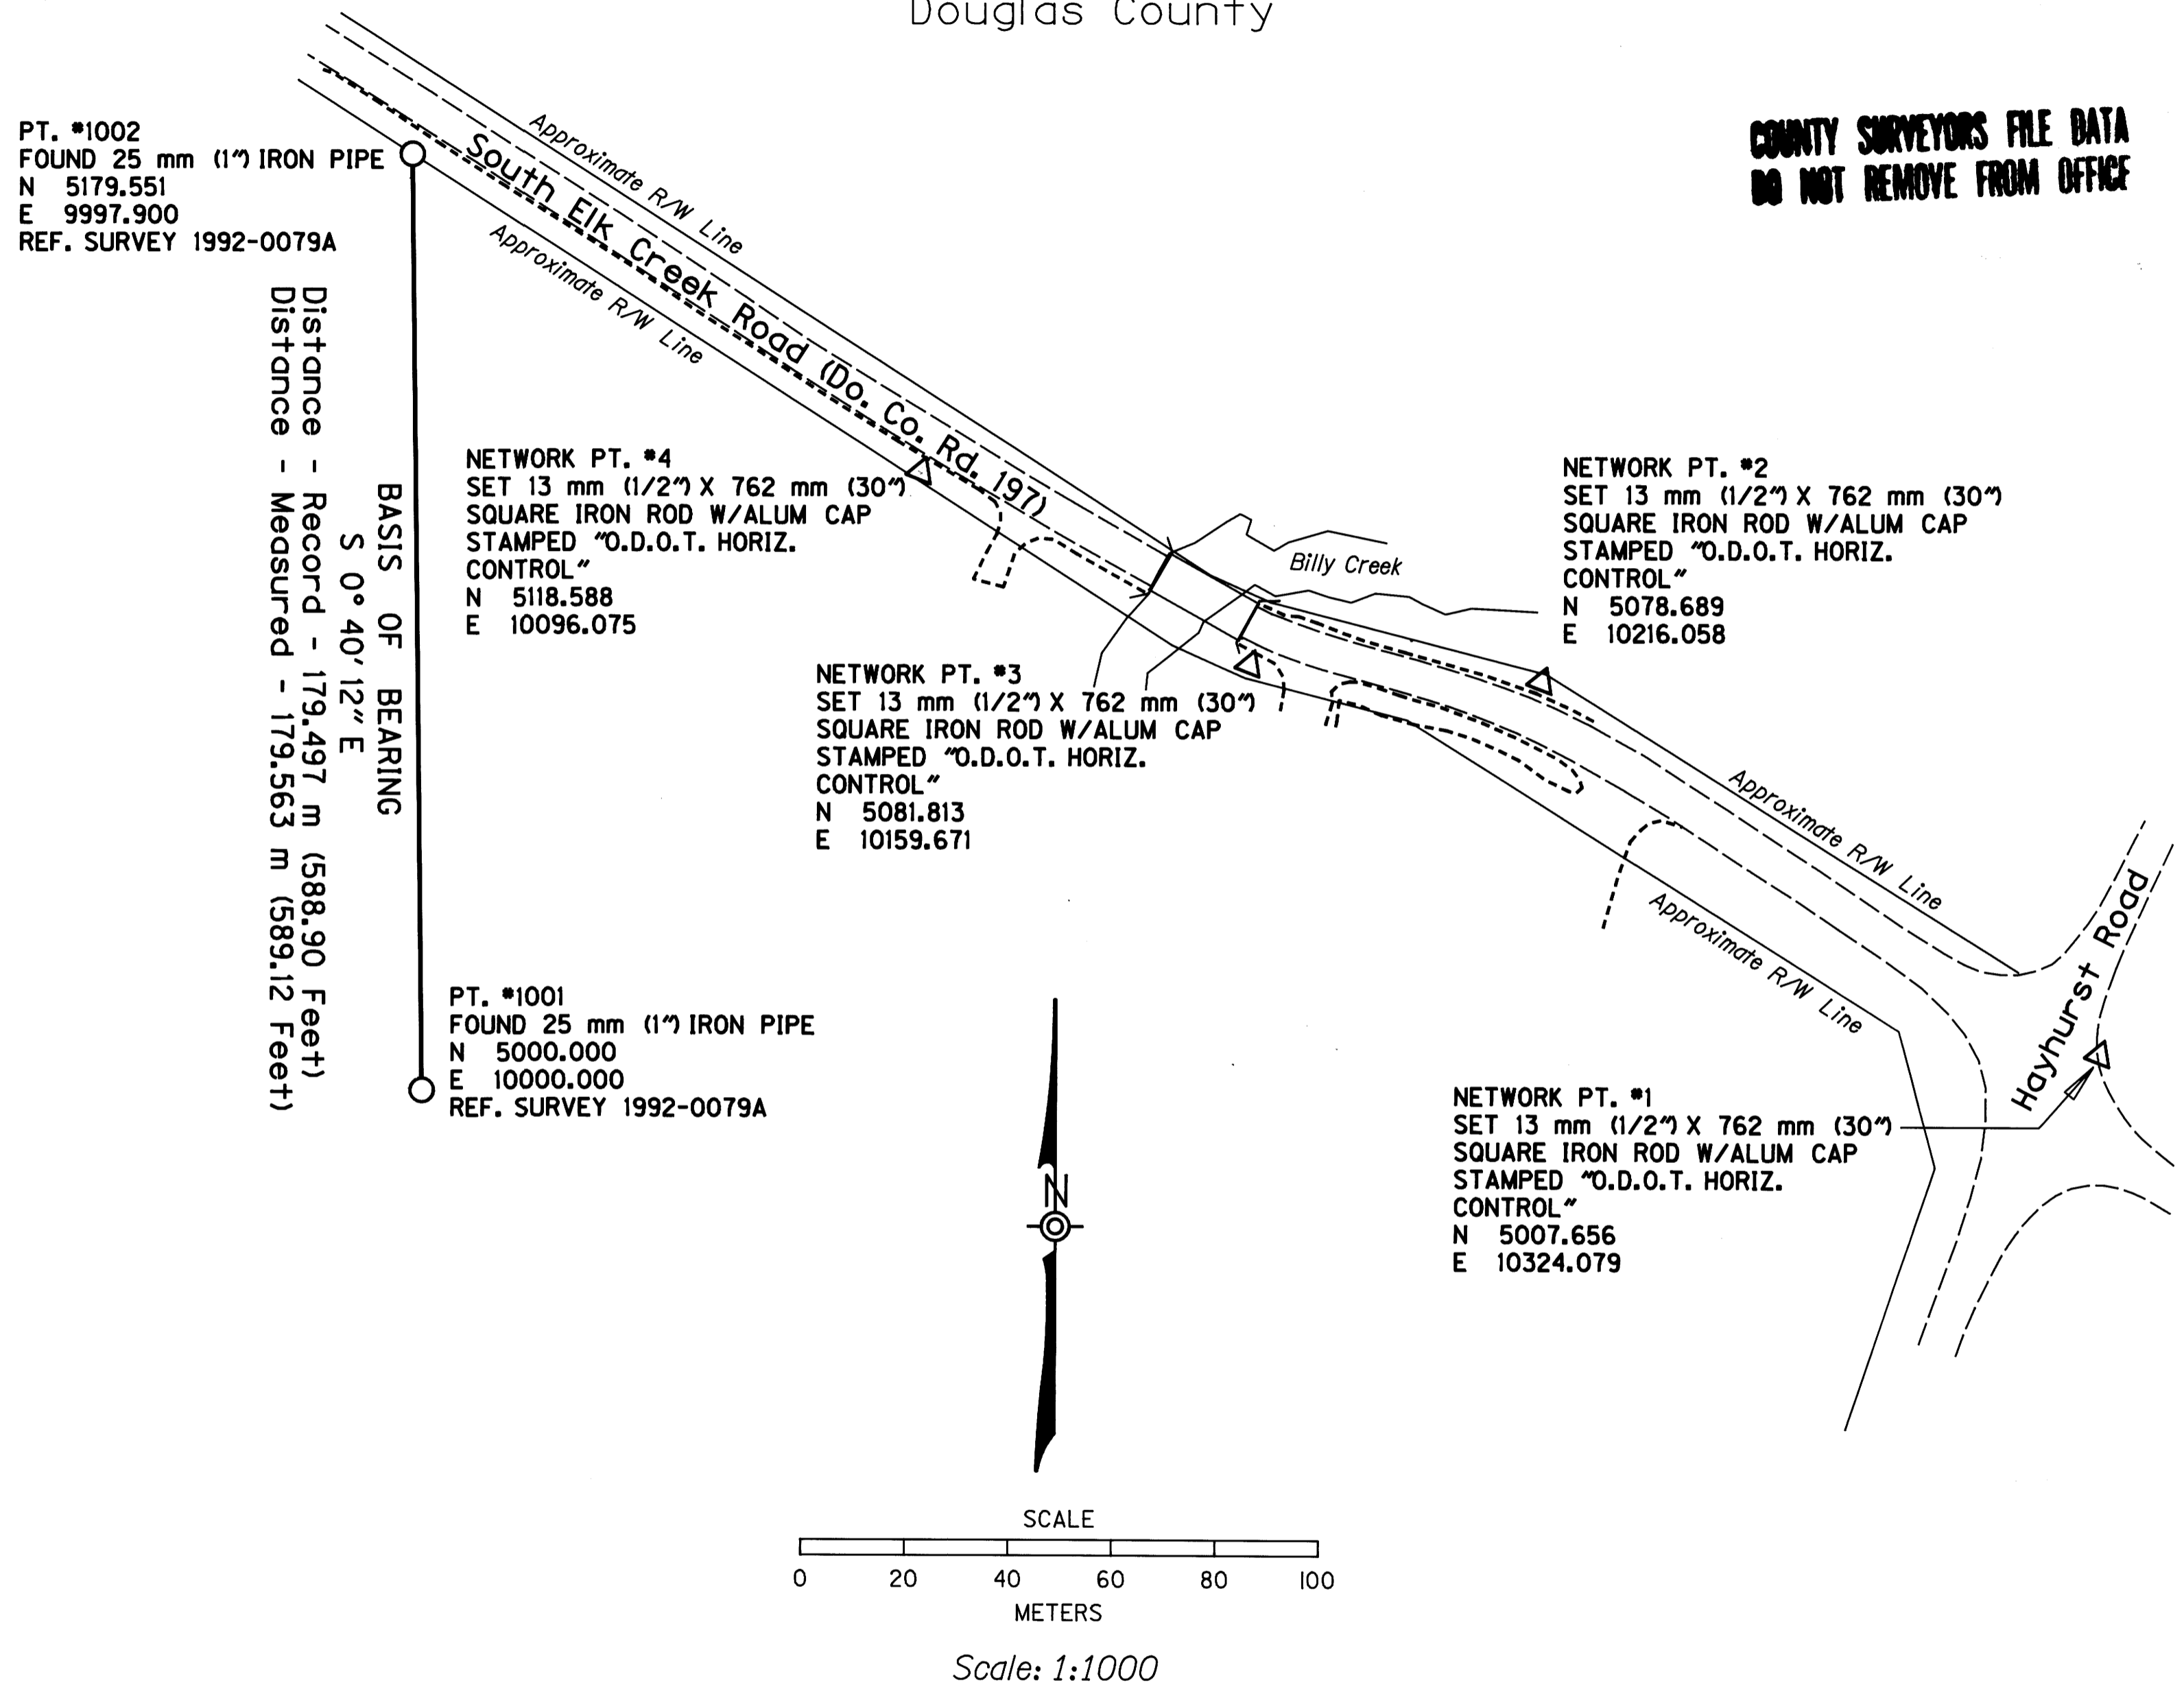 Douglas County
COUNTY SURVEYORS FILE DATA
DO NOT REMOVE FROM OFFICE
PT. #1002
FOUND 25 mm (1") IRON PIPE
N 5179.551
E 9997.900
REF. SURVEY 1992-0079A
Approximate R/W Line
South Elk Creek Road (Do. Co. Rd. 197)
Approximate R/W Line
BASIS OF BEARING
S 0° 40' 12" E
Distance - Record - 179.497 m (588.90 Feet)
Distance - Measured - 179.563 m (589.12 Feet)
NETWORK PT. #4
SET 13 mm (1/2") X 762 mm (30")
SQUARE IRON ROD W/ALUM CAP
STAMPED "O.D.O.T. HORIZ.
CONTROL"
N 5118.588
E 10096.075
Billy Creek
NETWORK PT. #2
SET 13 mm (1/2") X 762 mm (30")
SQUARE IRON ROD W/ALUM CAP
STAMPED "O.D.O.T. HORIZ.
CONTROL"
N 5078.689
E 10216.058
NETWORK PT. #3
SET 13 mm (1/2") X 762 mm (30")
SQUARE IRON ROD W/ALUM CAP
STAMPED "O.D.O.T. HORIZ.
CONTROL"
N 5081.813
E 10159.671
Approximate R/W Line
Approximate R/W Line
Hayhurst Road
PT. #1001
FOUND 25 mm (1") IRON PIPE
N 5000.000
E 10000.000
REF. SURVEY 1992-0079A
NETWORK PT. #1
SET 13 mm (1/2") X 762 mm (30")
SQUARE IRON ROD W/ALUM CAP
STAMPED "O.D.O.T. HORIZ.
CONTROL"
N 5007.656
E 10324.079
N
SCALE
0 20 40 60 80 100
METERS
Scale: 1:1000